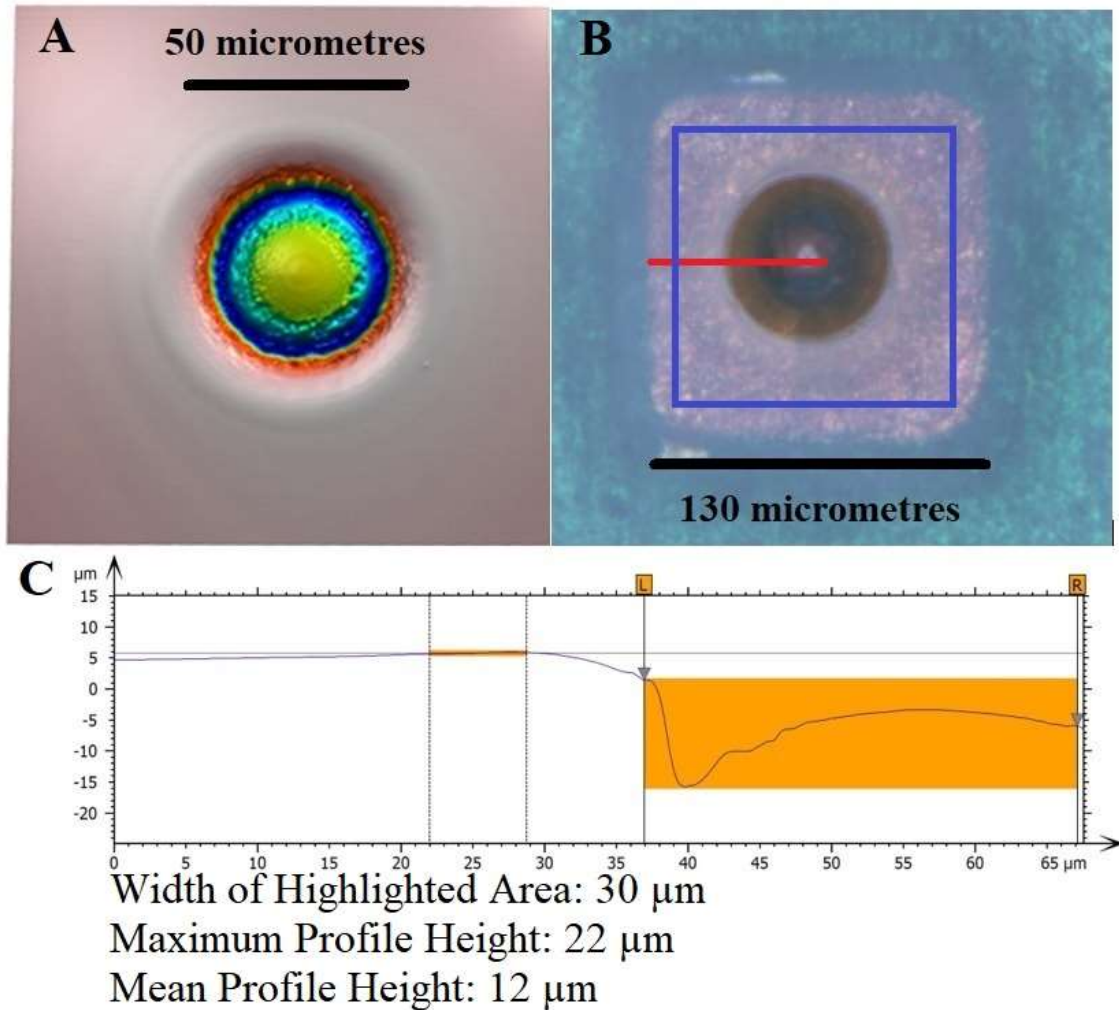 A
50 micrometres
B
130 micrometres
C
µm
15
10
5
0
-5
-10
-15
-20
L
R
0 5 10 15 20 25 30 35 40 45 50 55 60 65 µm
Width of Highlighted Area: 30 µm
Maximum Profile Height: 22 µm
Mean Profile Height: 12 µm